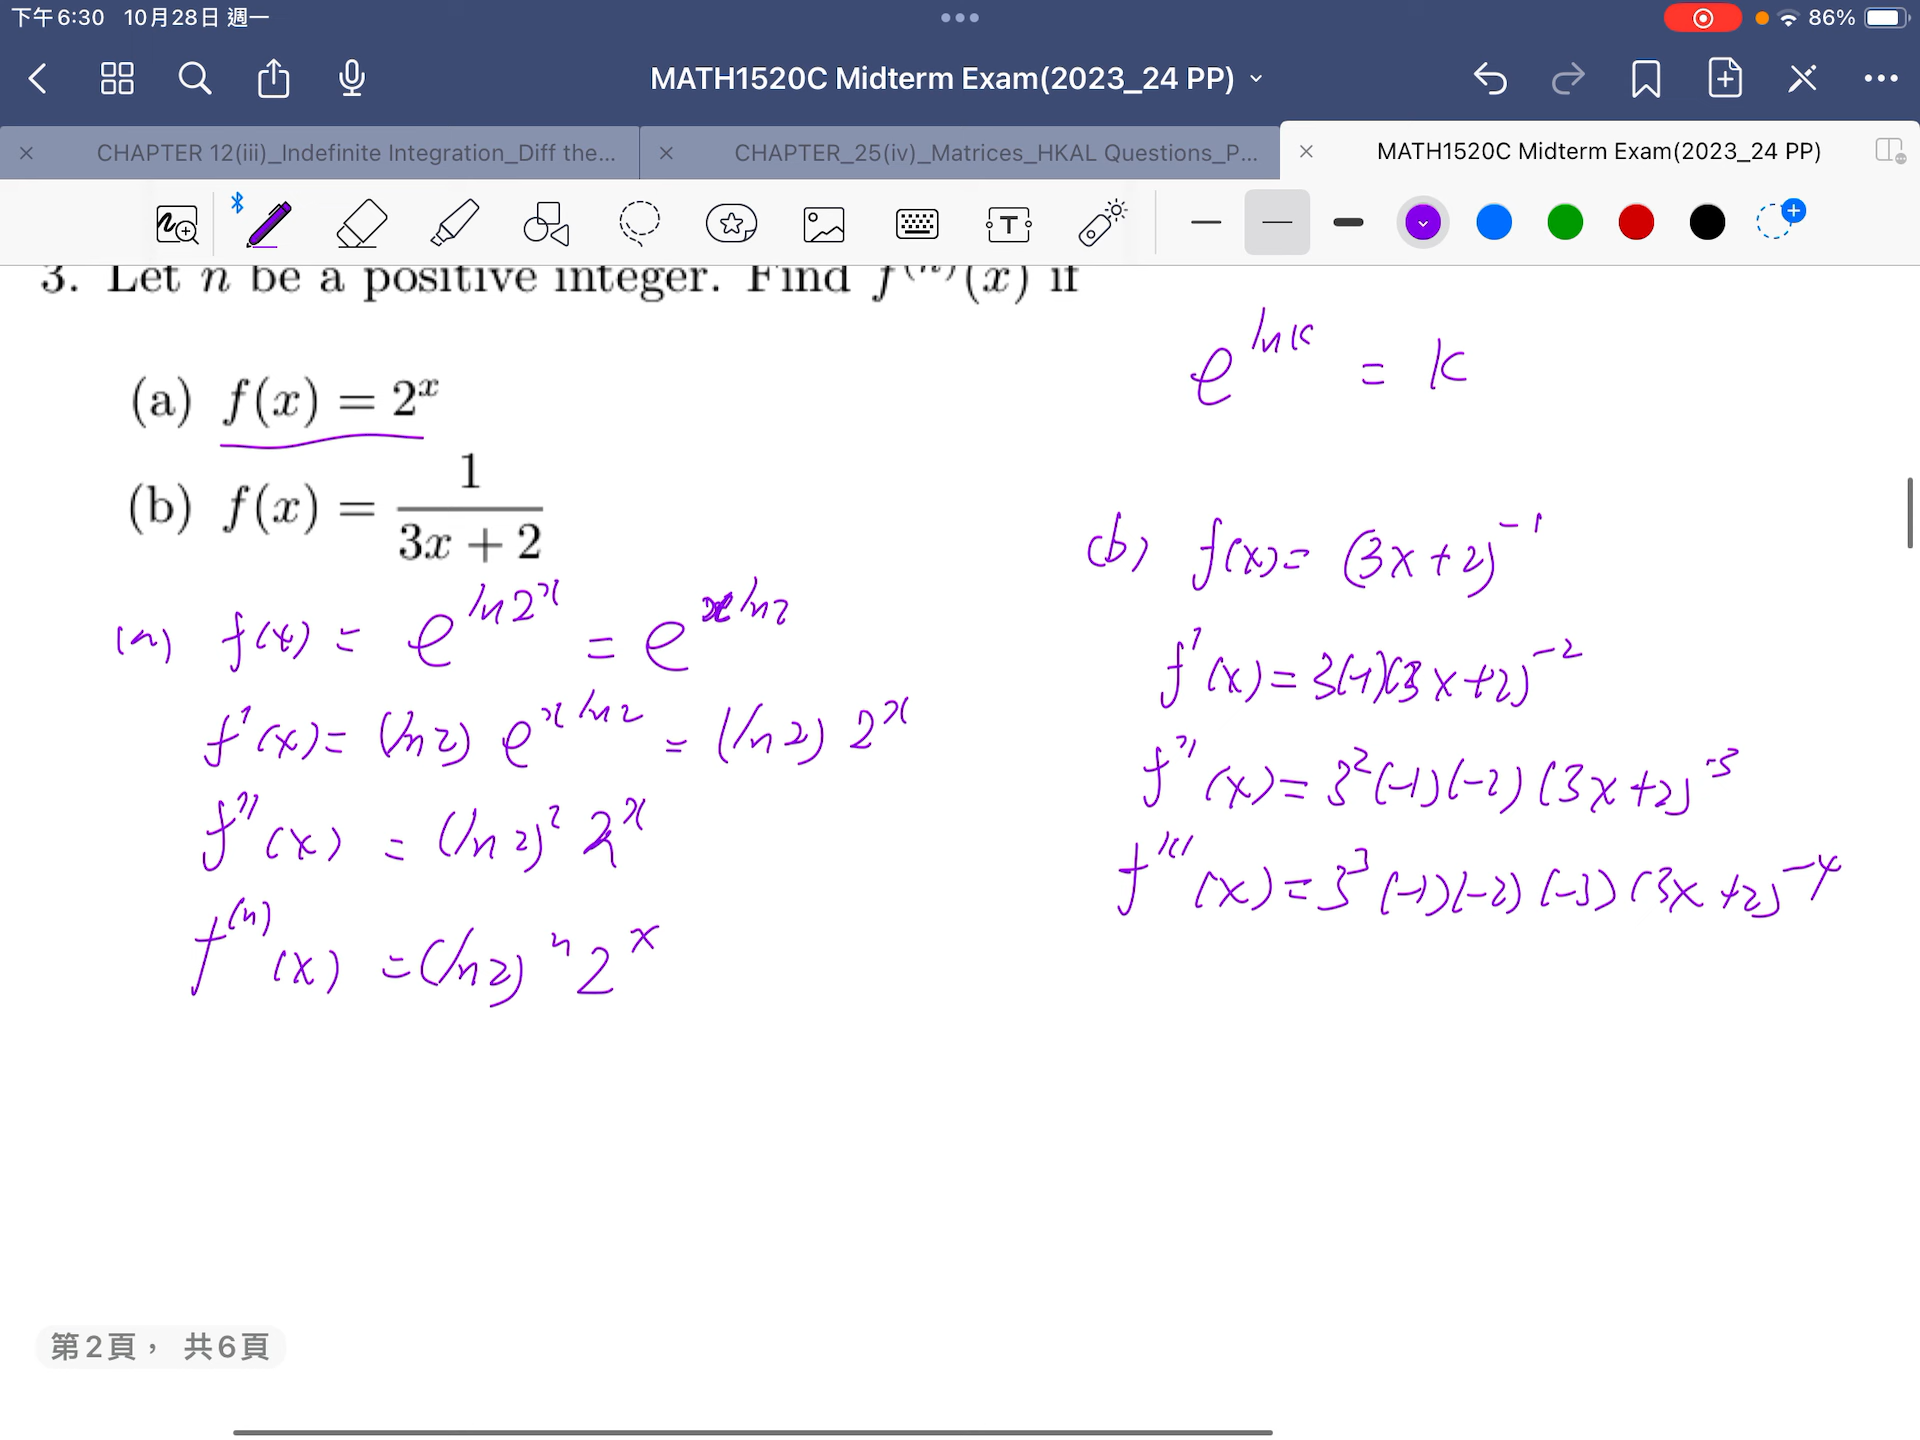 下午6:30 10月28日 週一
86%
MATH1520C Midterm Exam(2023_24 PP)
CHAPTER 12(iii)_Indefinite Integration_Diff the...
CHAPTER_25(iv)_Matrices_HKAL Questions_P...
MATH1520C Midterm Exam(2023_24 PP)
3. Let n be a positive integer. Find f^(n)(x) if
(a) f(x) = 2^x
(b) f(x) = 1/(3x + 2)
e^(ln k) = k
(a) f(x) = e^(ln 2^x) = e^(x ln 2)
f'(x) = (ln 2) e^(x ln 2) = (ln 2) 2^x
f''(x) = (ln 2)^2 2^x
f^(n)(x) = (ln 2)^n 2^x
(b) f(x) = (3x+2)^-1
f'(x) = 3(-1)(3x+2)^-2
f''(x) = 3^2(-1)(-2)(3x+2)^-3
f'''(x) = 3^3(-1)(-2)(-3)(3x+2)^-4
第2頁， 共6頁